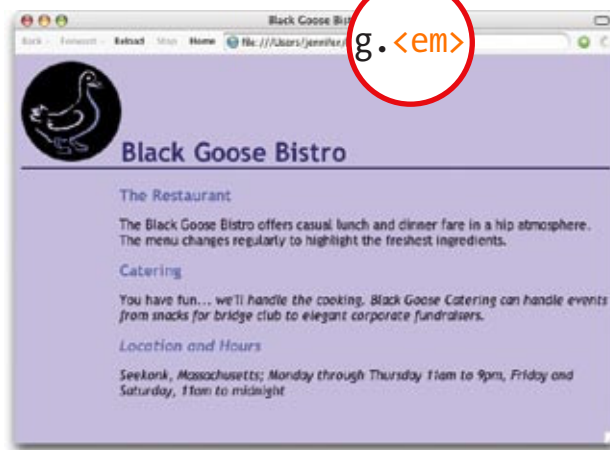 Black Goose Bist
g.<em>
Back Forward Reload Stop Home file:///Users/jennifer/
Black Goose Bistro
The Restaurant
The Black Goose Bistro offers casual lunch and dinner fare in a hip atmosphere.
The menu changes regularly to highlight the freshest ingredients.
Catering
You have fun... we'll handle the cooking. Black Goose Catering can handle events
from snacks for bridge club to elegant corporate fundraisers.
Location and Hours
Seekonk, Massachusetts; Monday through Thursday 11am to 9pm, Friday and
Saturday, 11am to midnight